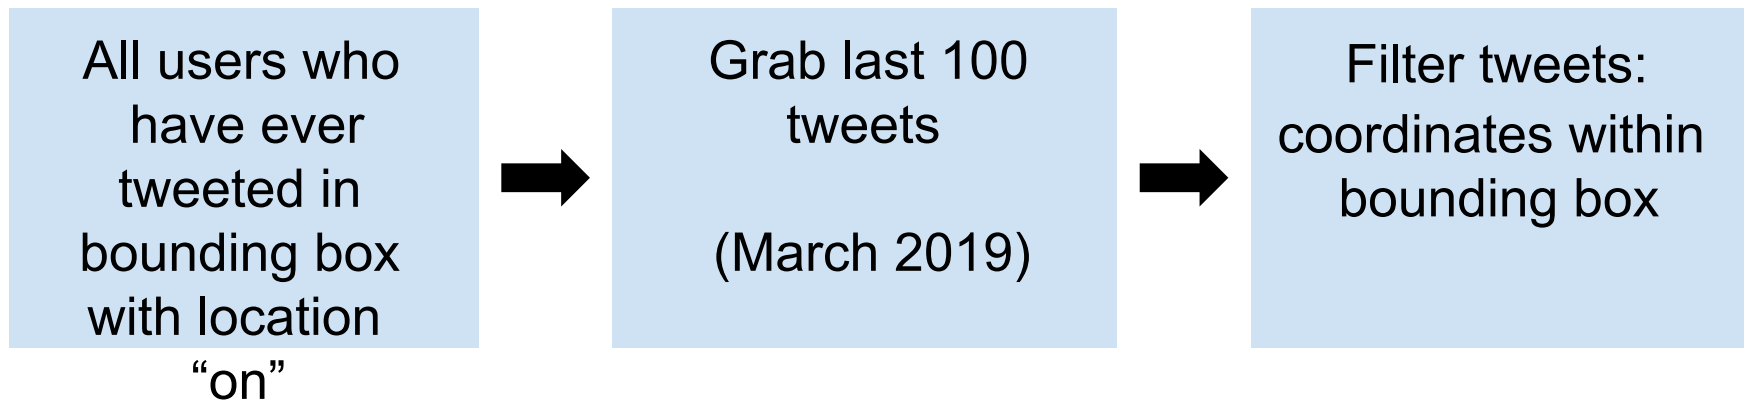 All users who
have ever
tweeted in
bounding box
with location
“on”
Grab last 100
tweets
(March 2019)
Filter tweets:
coordinates within
bounding box